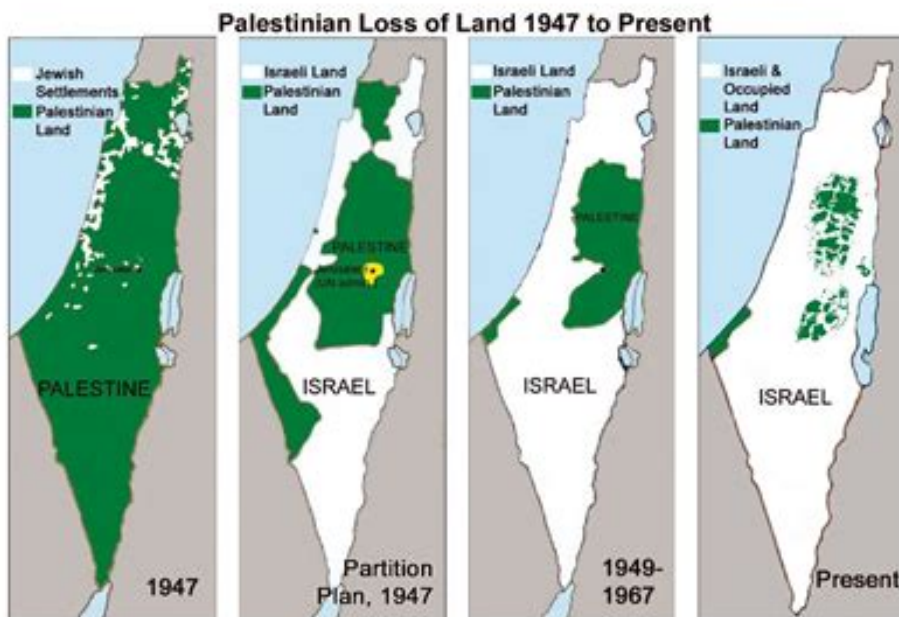 Palestinian Loss of Land 1947 to Present
Jewish
Settlements
Palestinian
Land
PALESTINE
1947
Israeli Land
Palestinian Land
PALESTINE
ISRAEL
Partition
Plan, 1947
Israeli Land
Palestinian Land
PALESTINE
ISRAEL
1949-
1967
Israeli &
Occupied
Land
Palestinian
Land
ISRAEL
Present